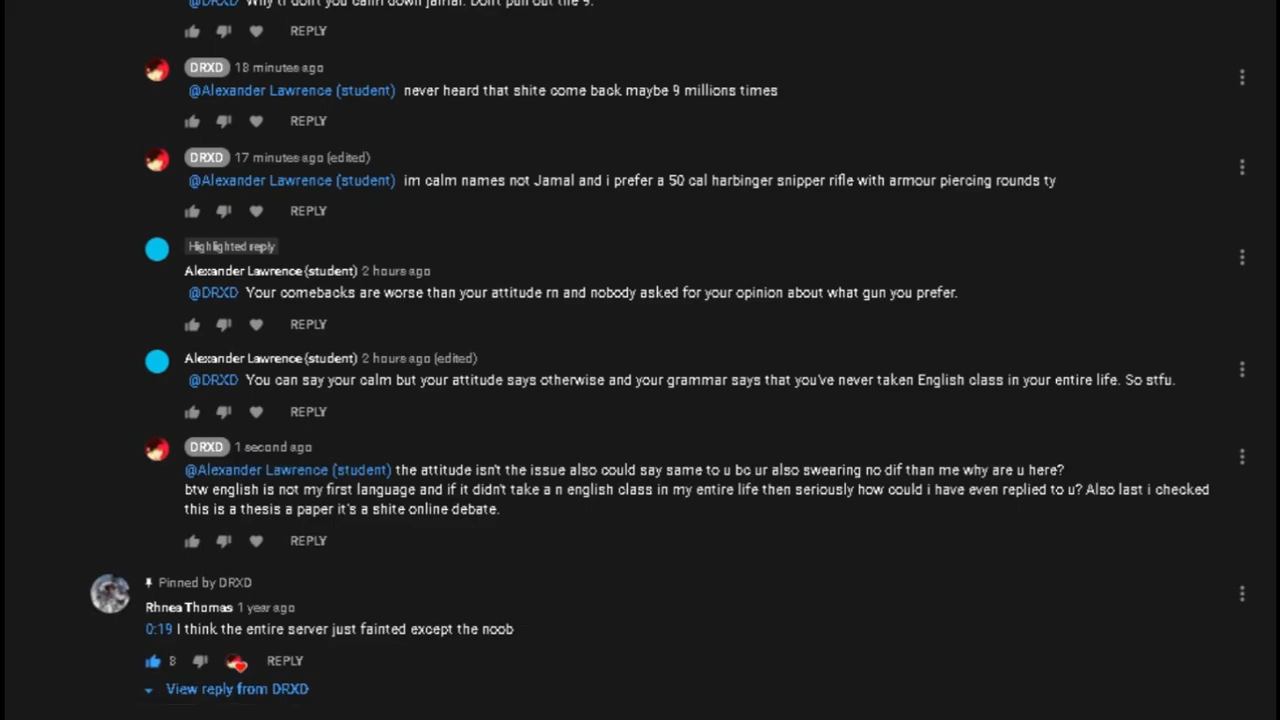 @DRXD Why tf don't you calm down jamal. Don't pull out the 9.
REPLY
DRXD 18 minutes ago
@Alexander Lawrence (student) never heard that shite come back maybe 9 millions times
REPLY
DRXD 17 minutes ago (edited)
@Alexander Lawrence (student) im calm names not Jamal and i prefer a 50 cal harbinger snipper rifle with armour piercing rounds ty
REPLY
Highlighted reply
Alexander Lawrence (student) 2 hours ago
@DRXD Your comebacks are worse than your attitude rn and nobody asked for your opinion about what gun you prefer.
REPLY
Alexander Lawrence (student) 2 hours ago (edited)
@DRXD You can say your calm but your attitude says otherwise and your grammar says that you've never taken English class in your entire life. So stfu.
REPLY
DRXD 1 second ago
@Alexander Lawrence (student) the attitude isn't the issue also could say same to u bc ur also swearing no dif than me why are u here?
btw english is not my first language and if it didn't take a n english class in my entire life then seriously how could i have even replied to u? Also last i checked
this is a thesis a paper it's a shite online debate.
REPLY
Pinned by DRXD
Rhnea Thomas 1 year ago
0:19 I think the entire server just fainted except the noob
8 REPLY
View reply from DRXD